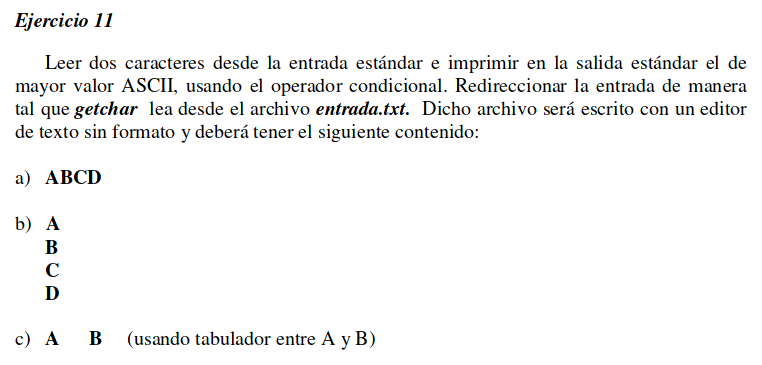 Ejercicio 11
Leer dos caracteres desde la entrada estándar e imprimir en la salida estándar el de
mayor valor ASCII, usando el operador condicional. Redireccionar la entrada de manera
tal que getchar lea desde el archivo entrada.txt. Dicho archivo será escrito con un editor
de texto sin formato y deberá tener el siguiente contenido:
a) ABCD
b) A
B
C
D
c) A B (usando tabulador entre A y B)